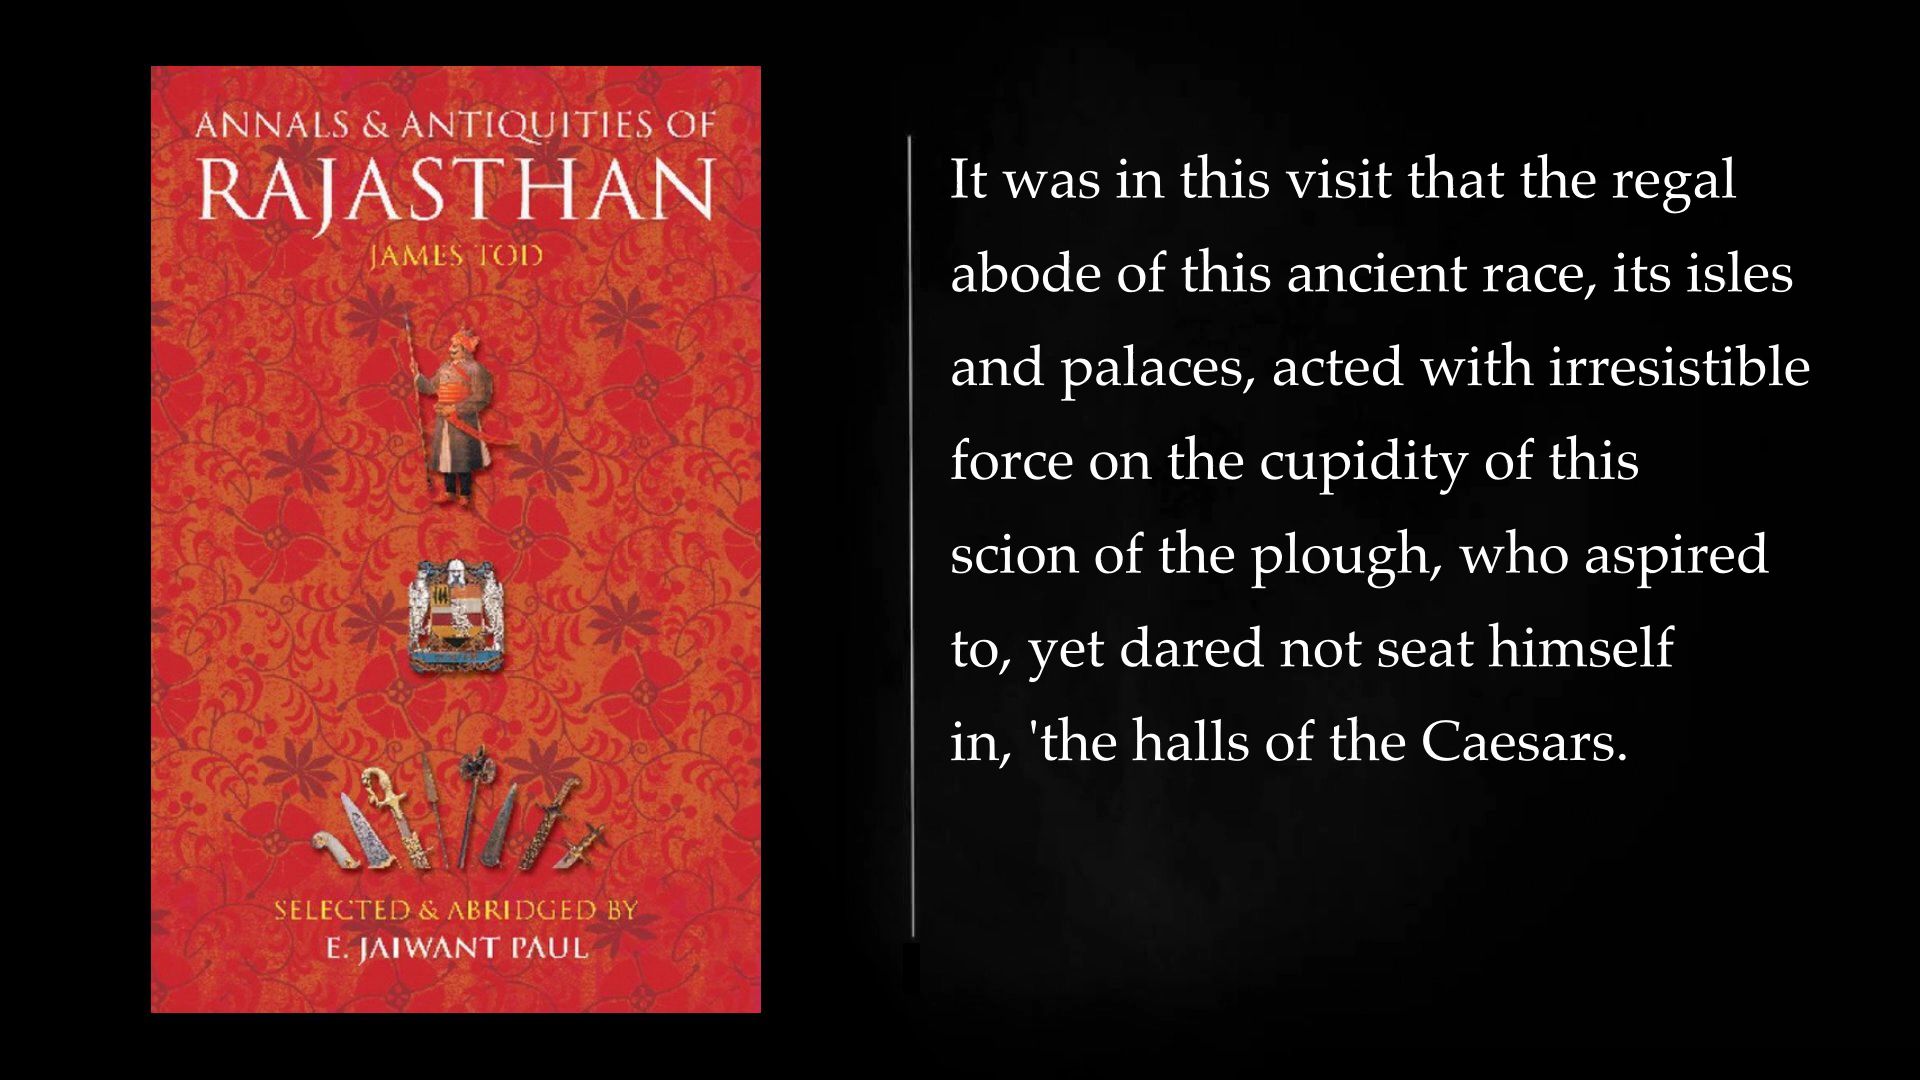 ANNALS & ANTIQUITIES OF
RAJASTHAN
JAMES TOD
SELECTED & ABRIDGED BY
E. JAIWANT PAUL
It was in this visit that the regal
abode of this ancient race, its isles
and palaces, acted with irresistible
force on the cupidity of this
scion of the plough, who aspired
to, yet dared not seat himself
in, 'the halls of the Caesars.